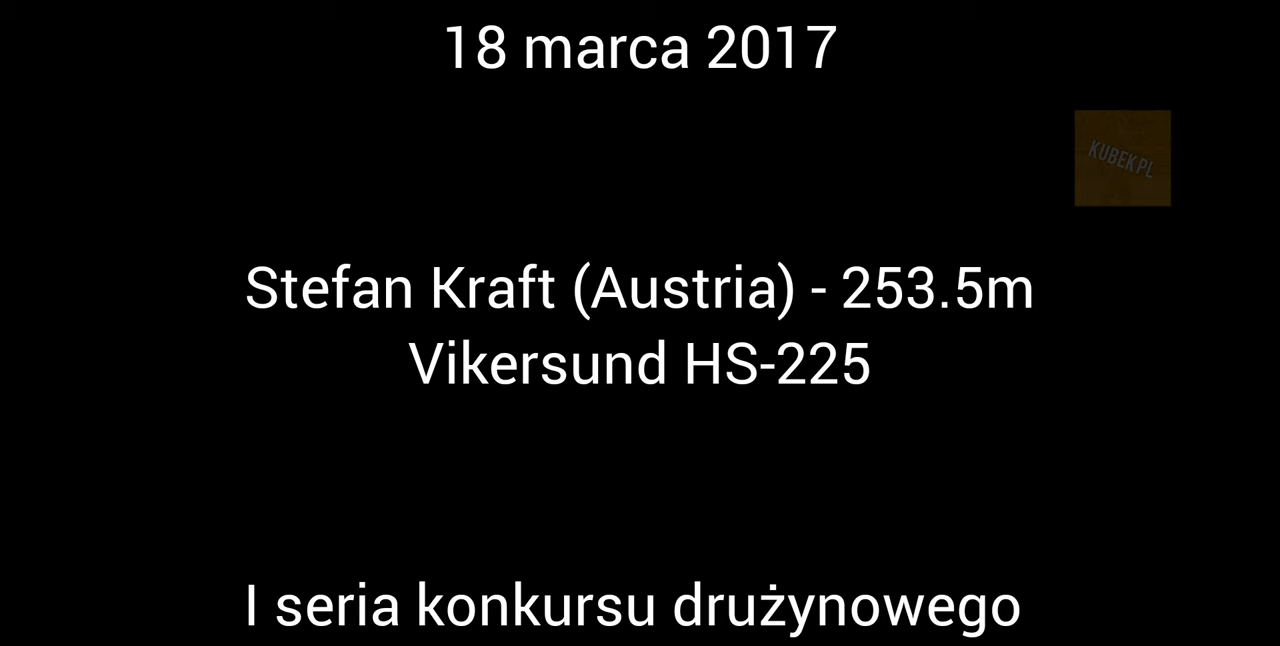 18 marca 2017
KUBEK.PL
Stefan Kraft (Austria) - 253.5m
Vikersund HS-225
I seria konkursu drużynowego